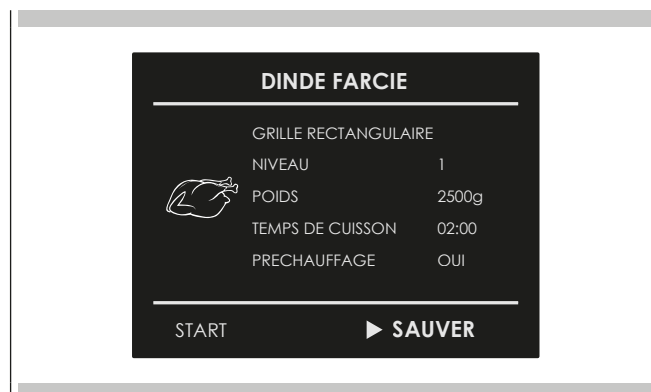 DINDE FARCIE
GRILLE RECTANGULAIRE
NIVEAU 1
POIDS 2500g
TEMPS DE CUISSON 02:00
PRECHAUFFAGE OUI
START ▶ SAUVER